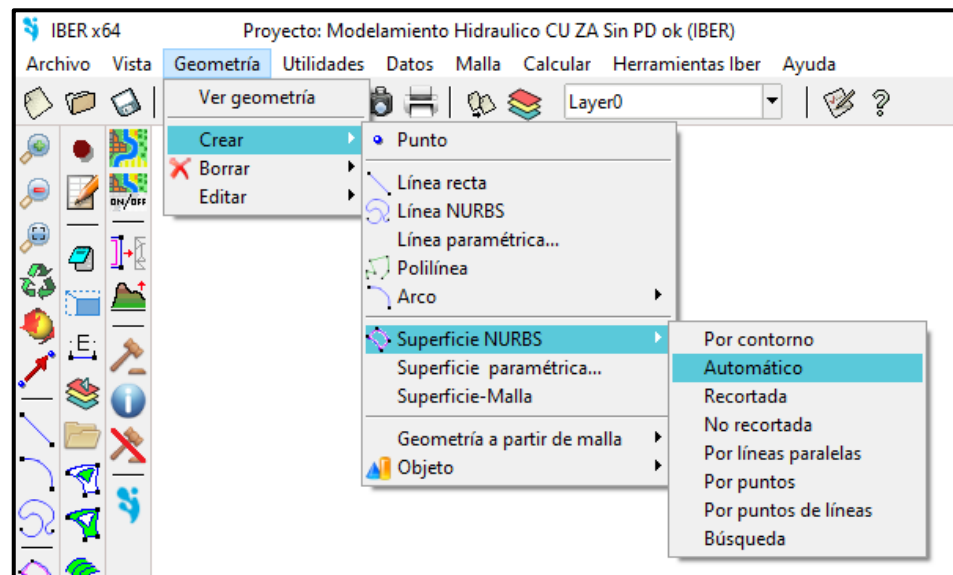 IBER x64 Proyecto: Modelamiento Hidraulico CU ZA Sin PD ok (IBER)
Archivo Vista Geometría Utilidades Datos Malla Calcular Herramientas Iber Ayuda
Layer0
Ver geometría
Crear
Borrar
Editar
Punto
Línea recta
Línea NURBS
Línea paramétrica...
Polilínea
Arco
Superficie NURBS
Superficie paramétrica...
Superficie-Malla
Geometría a partir de malla
Objeto
Por contorno
Automático
Recortada
No recortada
Por líneas paralelas
Por puntos
Por puntos de líneas
Búsqueda
ON/OFF
E